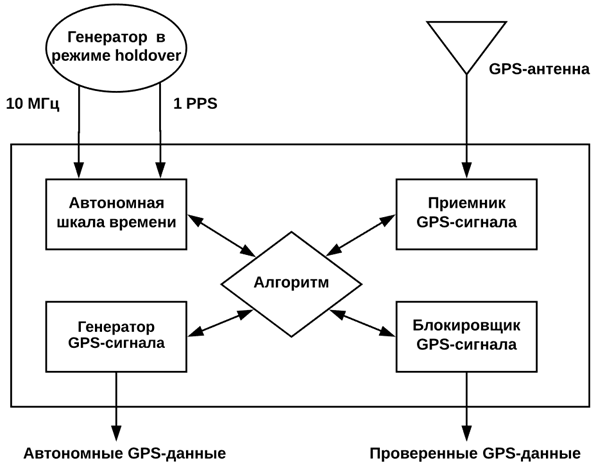 Генератор в
режиме holdover
GPS-антенна
10 МГц
1 PPS
Автономная
шкала времени
Приемник
GPS-сигнала
Алгоритм
Генератор
GPS-сигнала
Блокировщик
GPS-сигнала
Автономные GPS-данные
Проверенные GPS-данные